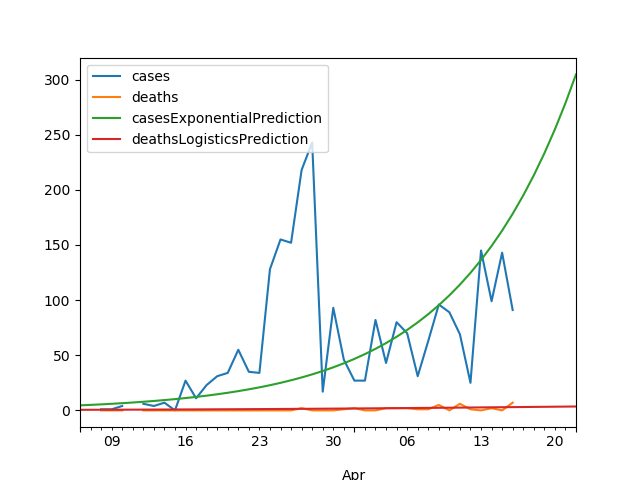 cases
deaths
casesExponentialPrediction
deathsLogisticsPrediction
300
250
200
150
100
50
0
09 16 23 30 06 13 20
Apr